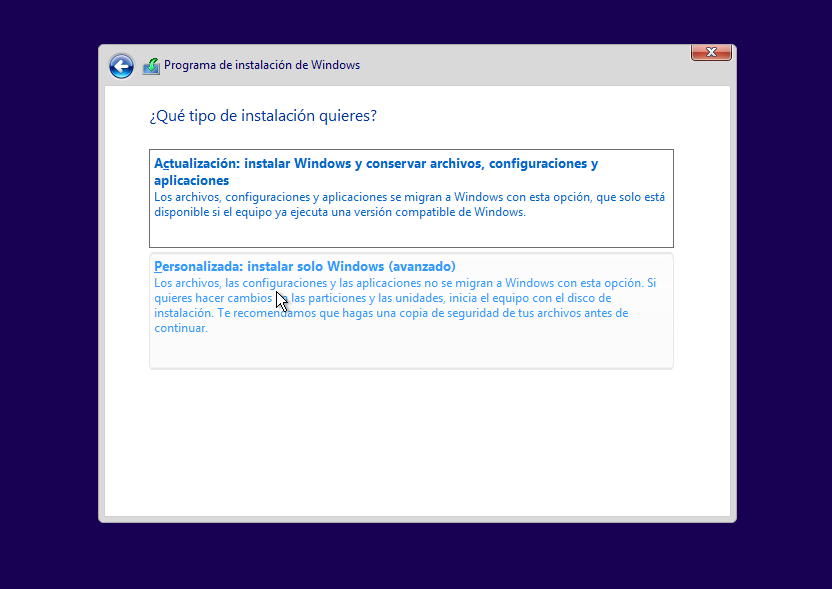 Programa de instalación de Windows
¿Qué tipo de instalación quieres?
Actualización: instalar Windows y conservar archivos, configuraciones y
aplicaciones
Los archivos, configuraciones y aplicaciones se migran a Windows con esta opción, que solo está
disponible si el equipo ya ejecuta una versión compatible de Windows.
Personalizada: instalar solo Windows (avanzado)
Los archivos, las configuraciones y las aplicaciones no se migran a Windows con esta opción. Si
quieres hacer cambios las particiones y las unidades, inicia el equipo con el disco de
instalación. Te recomendamos que hagas una copia de seguridad de tus archivos antes de
continuar.